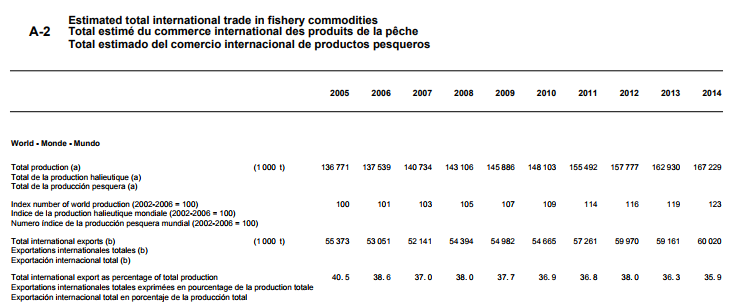 A-2
Estimated total international trade in fishery commodities
Total estimé du commerce international des produits de la pêche
Total estimado del comercio internacional de productos pesqueros
2005 2006 2007 2008 2009 2010 2011 2012 2013 2014
World - Monde - Mundo
Total production (a) (1 000 t) 136 771 137 539 140 734 143 106 145 886 148 103 155 492 157 777 162 930 167 229
Total de la production halieutique (a)
Total de la producción pesquera (a)
Index number of world production (2002-2006 = 100) 100 101 103 105 107 109 114 116 119 123
Indice de la production halieutique mondiale (2002-2006 = 100)
Numero índice de la producción pesquera mundial (2002-2006 = 100)
Total international exports (b) (1 000 t) 55 373 53 051 52 141 54 394 54 982 54 665 57 261 59 970 59 161 60 020
Exportations internationales totales (b)
Exportación internacional total (b)
Total international export as percentage of total production 40. 5 38. 6 37. 0 38. 0 37. 7 36. 9 36. 8 38. 0 36. 3 35. 9
Exportations internationales totales exprimées en pourcentage de la production totale
Exportación internacional total en porcentaje de la producción total